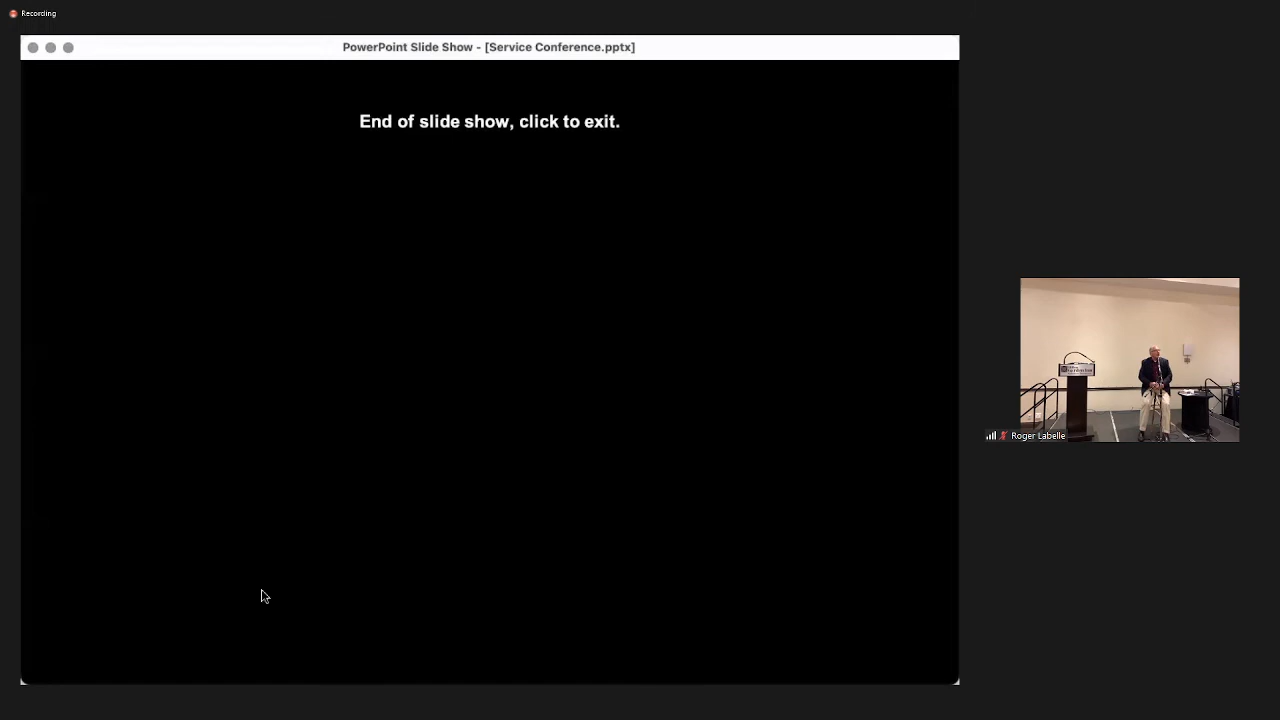 Recording
PowerPoint Slide Show - [Service Conference.pptx]
End of slide show, click to exit.
Roger Labelle